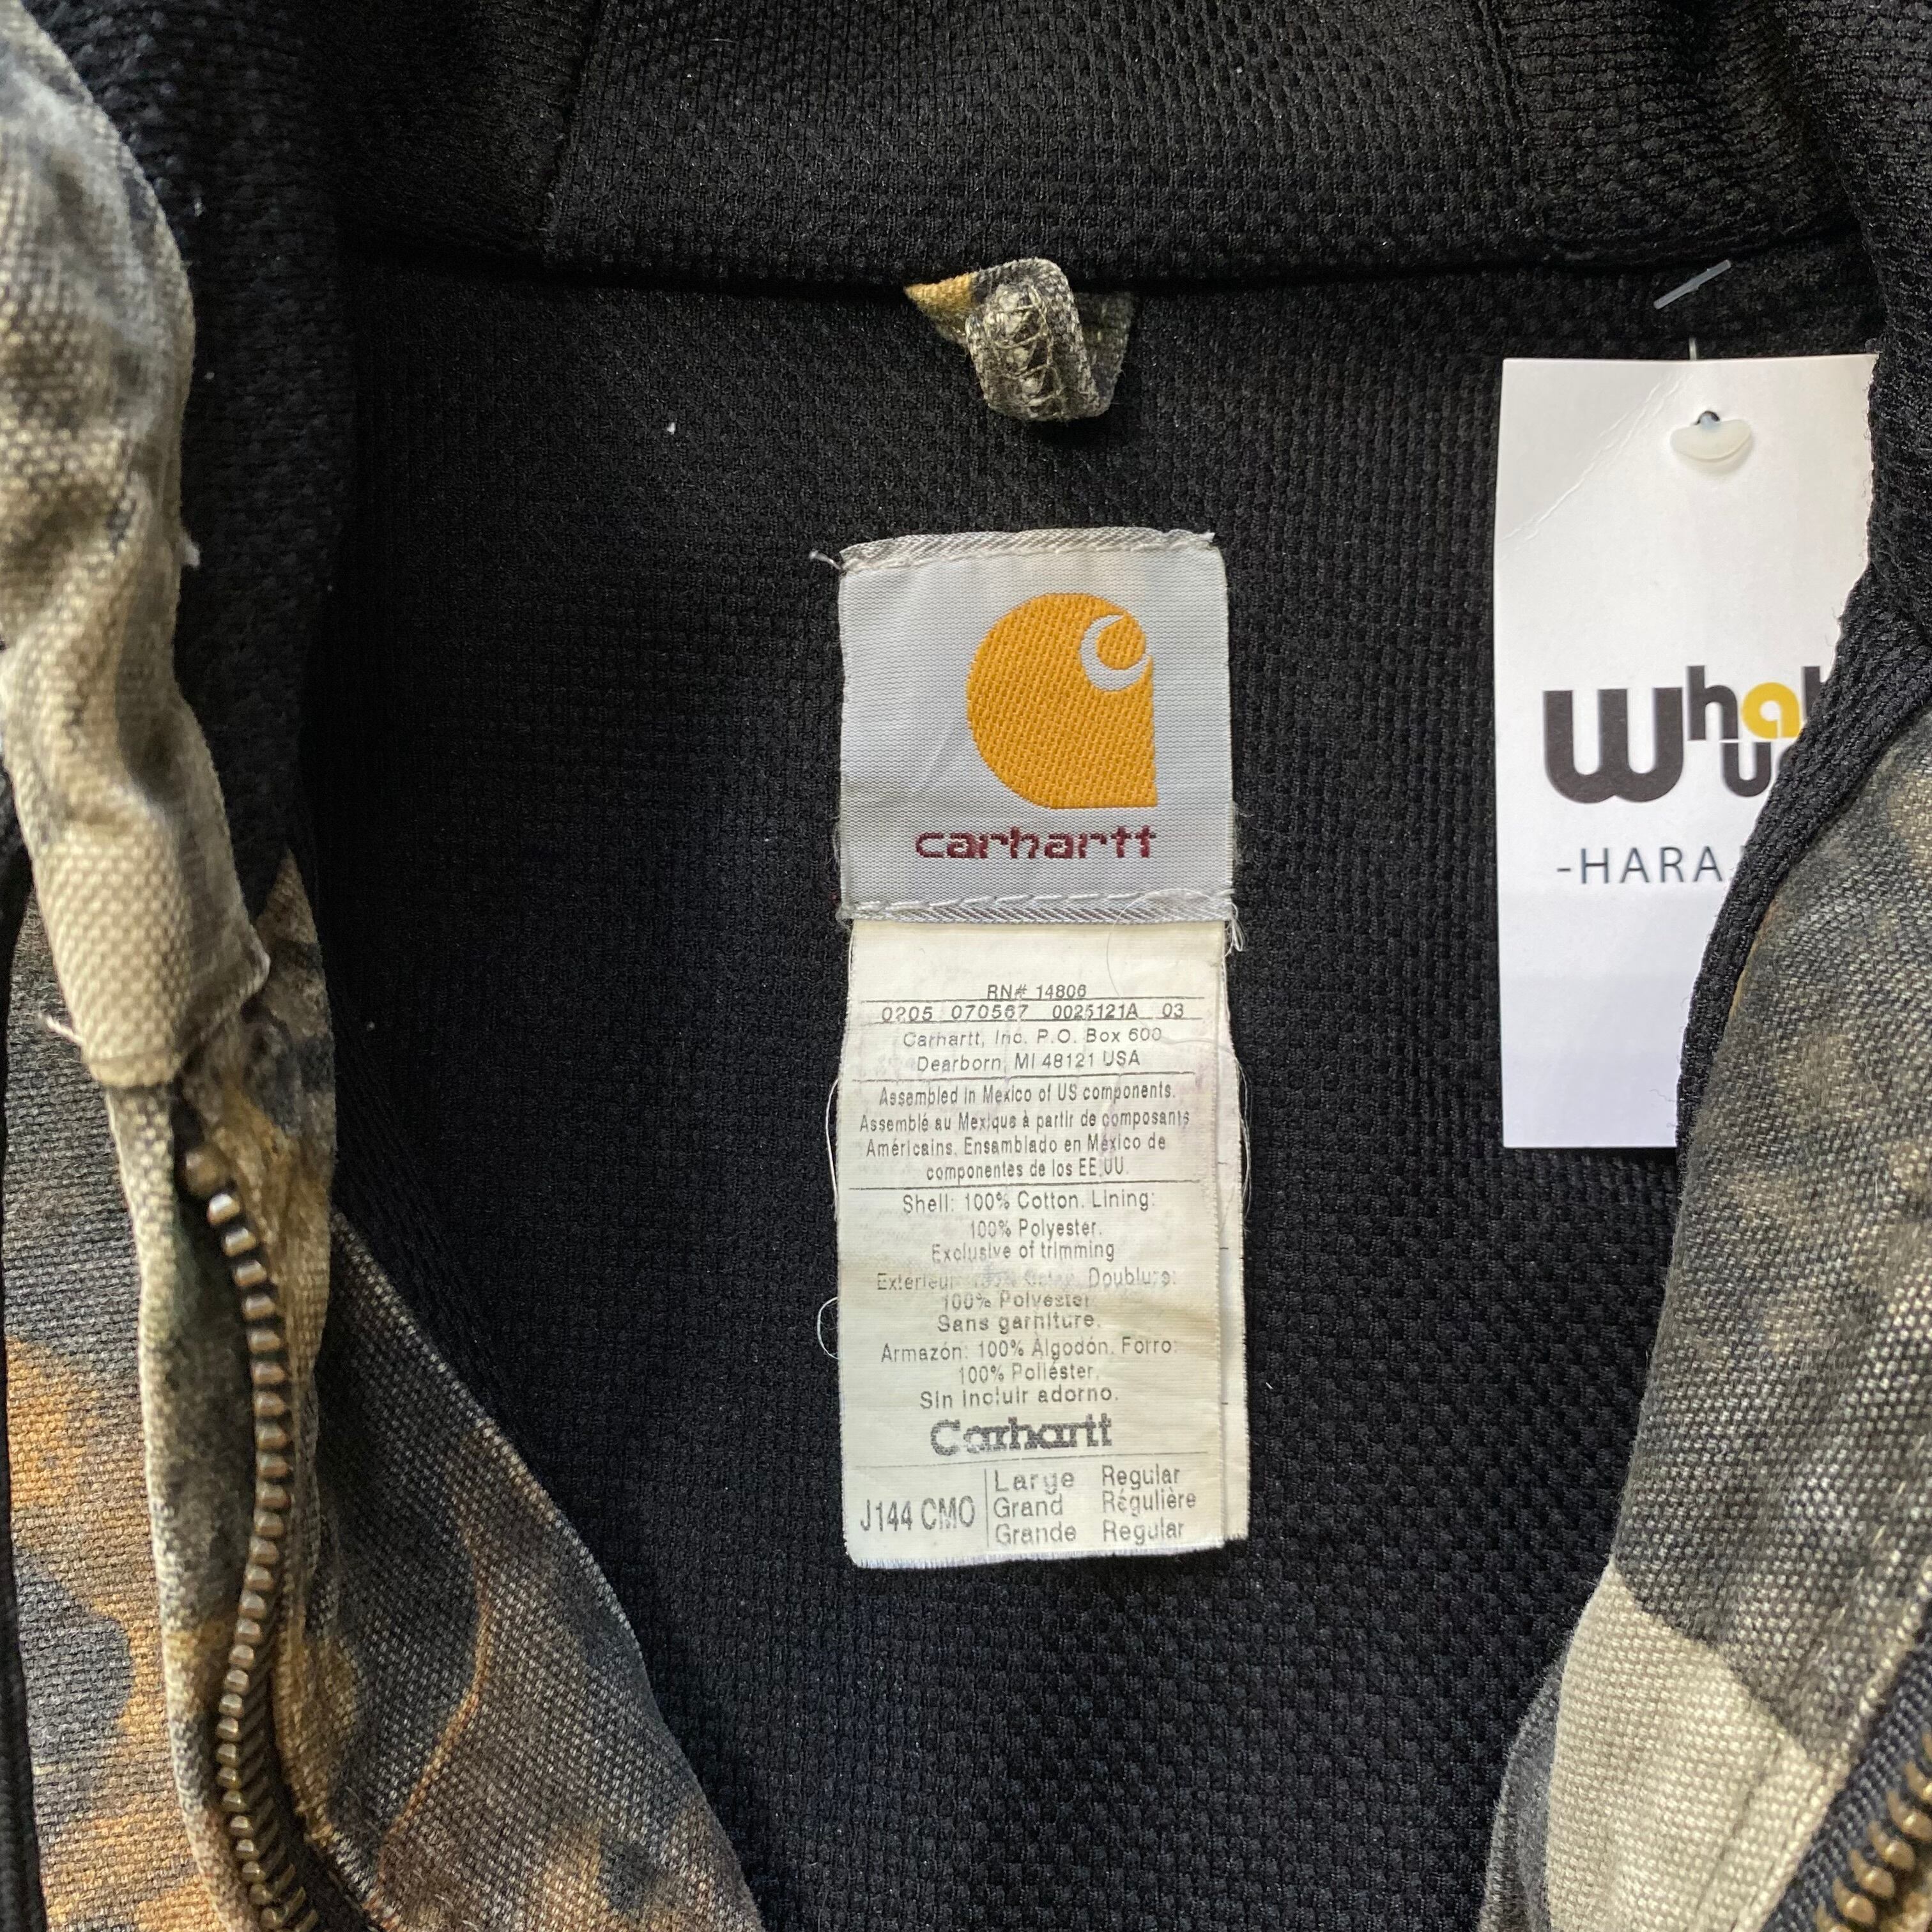 carhartt
RN# 14806
0205 070567 0025121A 03
Carhartt, Inc. P.O. Box 600
Dearborn, MI 48121 USA
Assembled in Mexico of US components.
Assemblé au Mexique à partir de composants
Américains. Ensamblado en México de
componentes de los EE.UU.
Shell: 100% Cotton. Lining:
100% Polyester.
Exclusive of trimming
Extérieur: 100% Doublure:
100% Polyester
Sans garniture.
Armazón: 100% Algodón. Forro:
100% Poliéster.
Sin incluir adorno.
Carhartt
J144 CMO
Large Regular
Grand Régulière
Grande Regular
-HARA